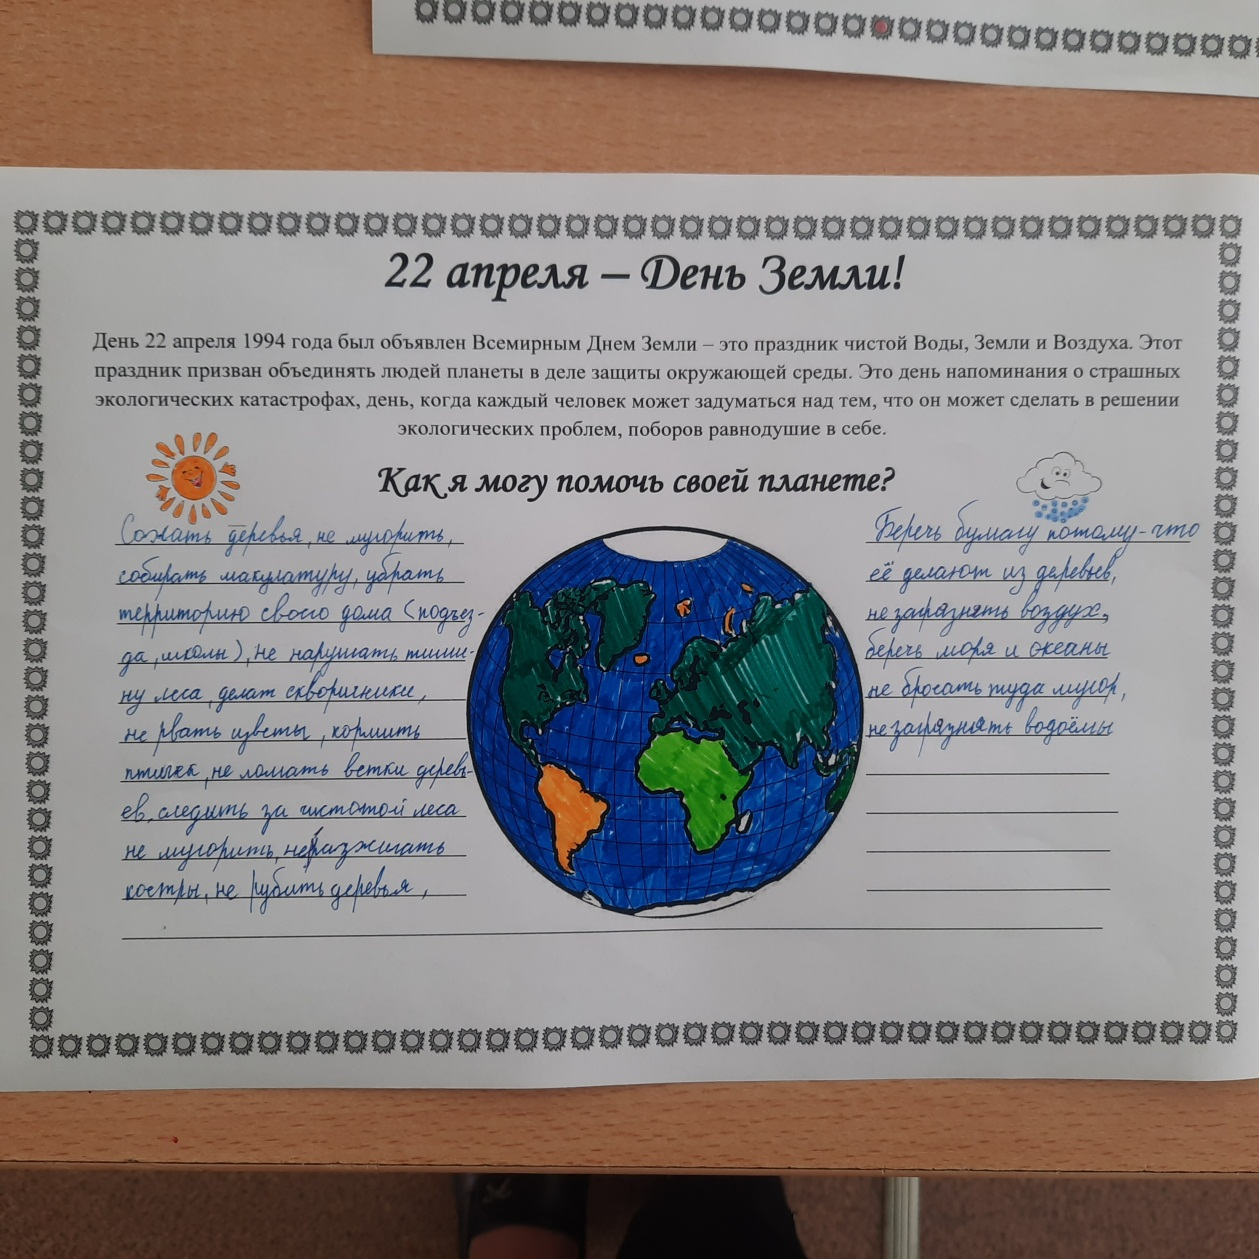 22 апреля – День Земли!
День 22 апреля 1994 года был объявлен Всемирным Днем Земли – это праздник чистой Воды, Земли и Воздуха. Этот
праздник призван объединять людей планеты в деле защиты окружающей среды. Это день напоминания о страшных
экологических катастрофах, день, когда каждый человек может задуматься над тем, что он может сделать в решении
экологических проблем, поборов равнодушие в себе.
Как я могу помочь своей планете?
Сажать деревья, не мусорить,
собирать макулатуру, убрать
территорию своего дома (подъез-
да, школы), не нарушать тиши-
ну леса, делат скворичники,
не рвать цветы, кормить
птичек, не ломать ветки деревь-
ев, следить за чистотой леса
не мусорить, не разжигать
костры, не рубить деревья,
Беречь бумагу потому-что
её делают из деревьев,
не загрязнять воздух,
беречь моря и океаны
не бросать туда мусор,
не загрязнять водоёмы